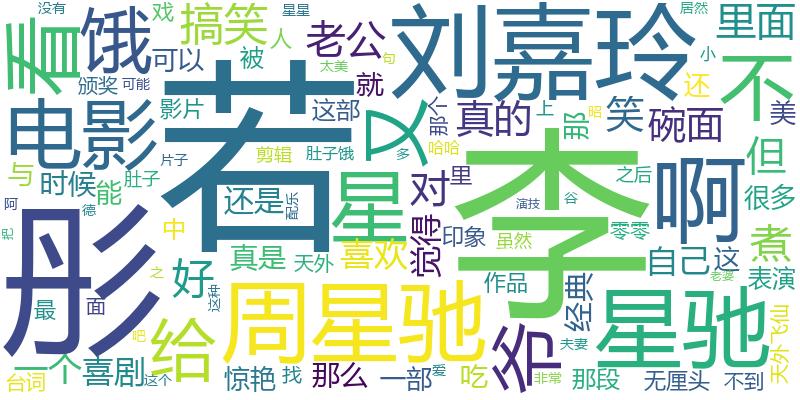 没有
戏
星星
居然
看
饿
搞笑
人
老公
刘嘉玲
里面
颁奖
可以
被
太美
句
就
小
还
不
可能
电影
影片
若
这部
又
那个
真的
上
那
昭
笑
碗面
美
片子
剪辑
肚子饿
多
哈哈
李
但
与
时候
能
肚子
还是
星
对
里
啊
之后
很多
阿
德
配乐
演技
谷
彤
中
觉得
印象
虽然
零零
煮
把
真是
天外
喜欢
自己
这
最
面
之
好
这种
作品
经典
老婆
表演
给
周星驰
爷
星驰
天外飞仙
吧
夫妻
一个
喜剧
台词
这个
惊艳
找
那么
一部
爱
吃
非常
那段
无厘头
不到